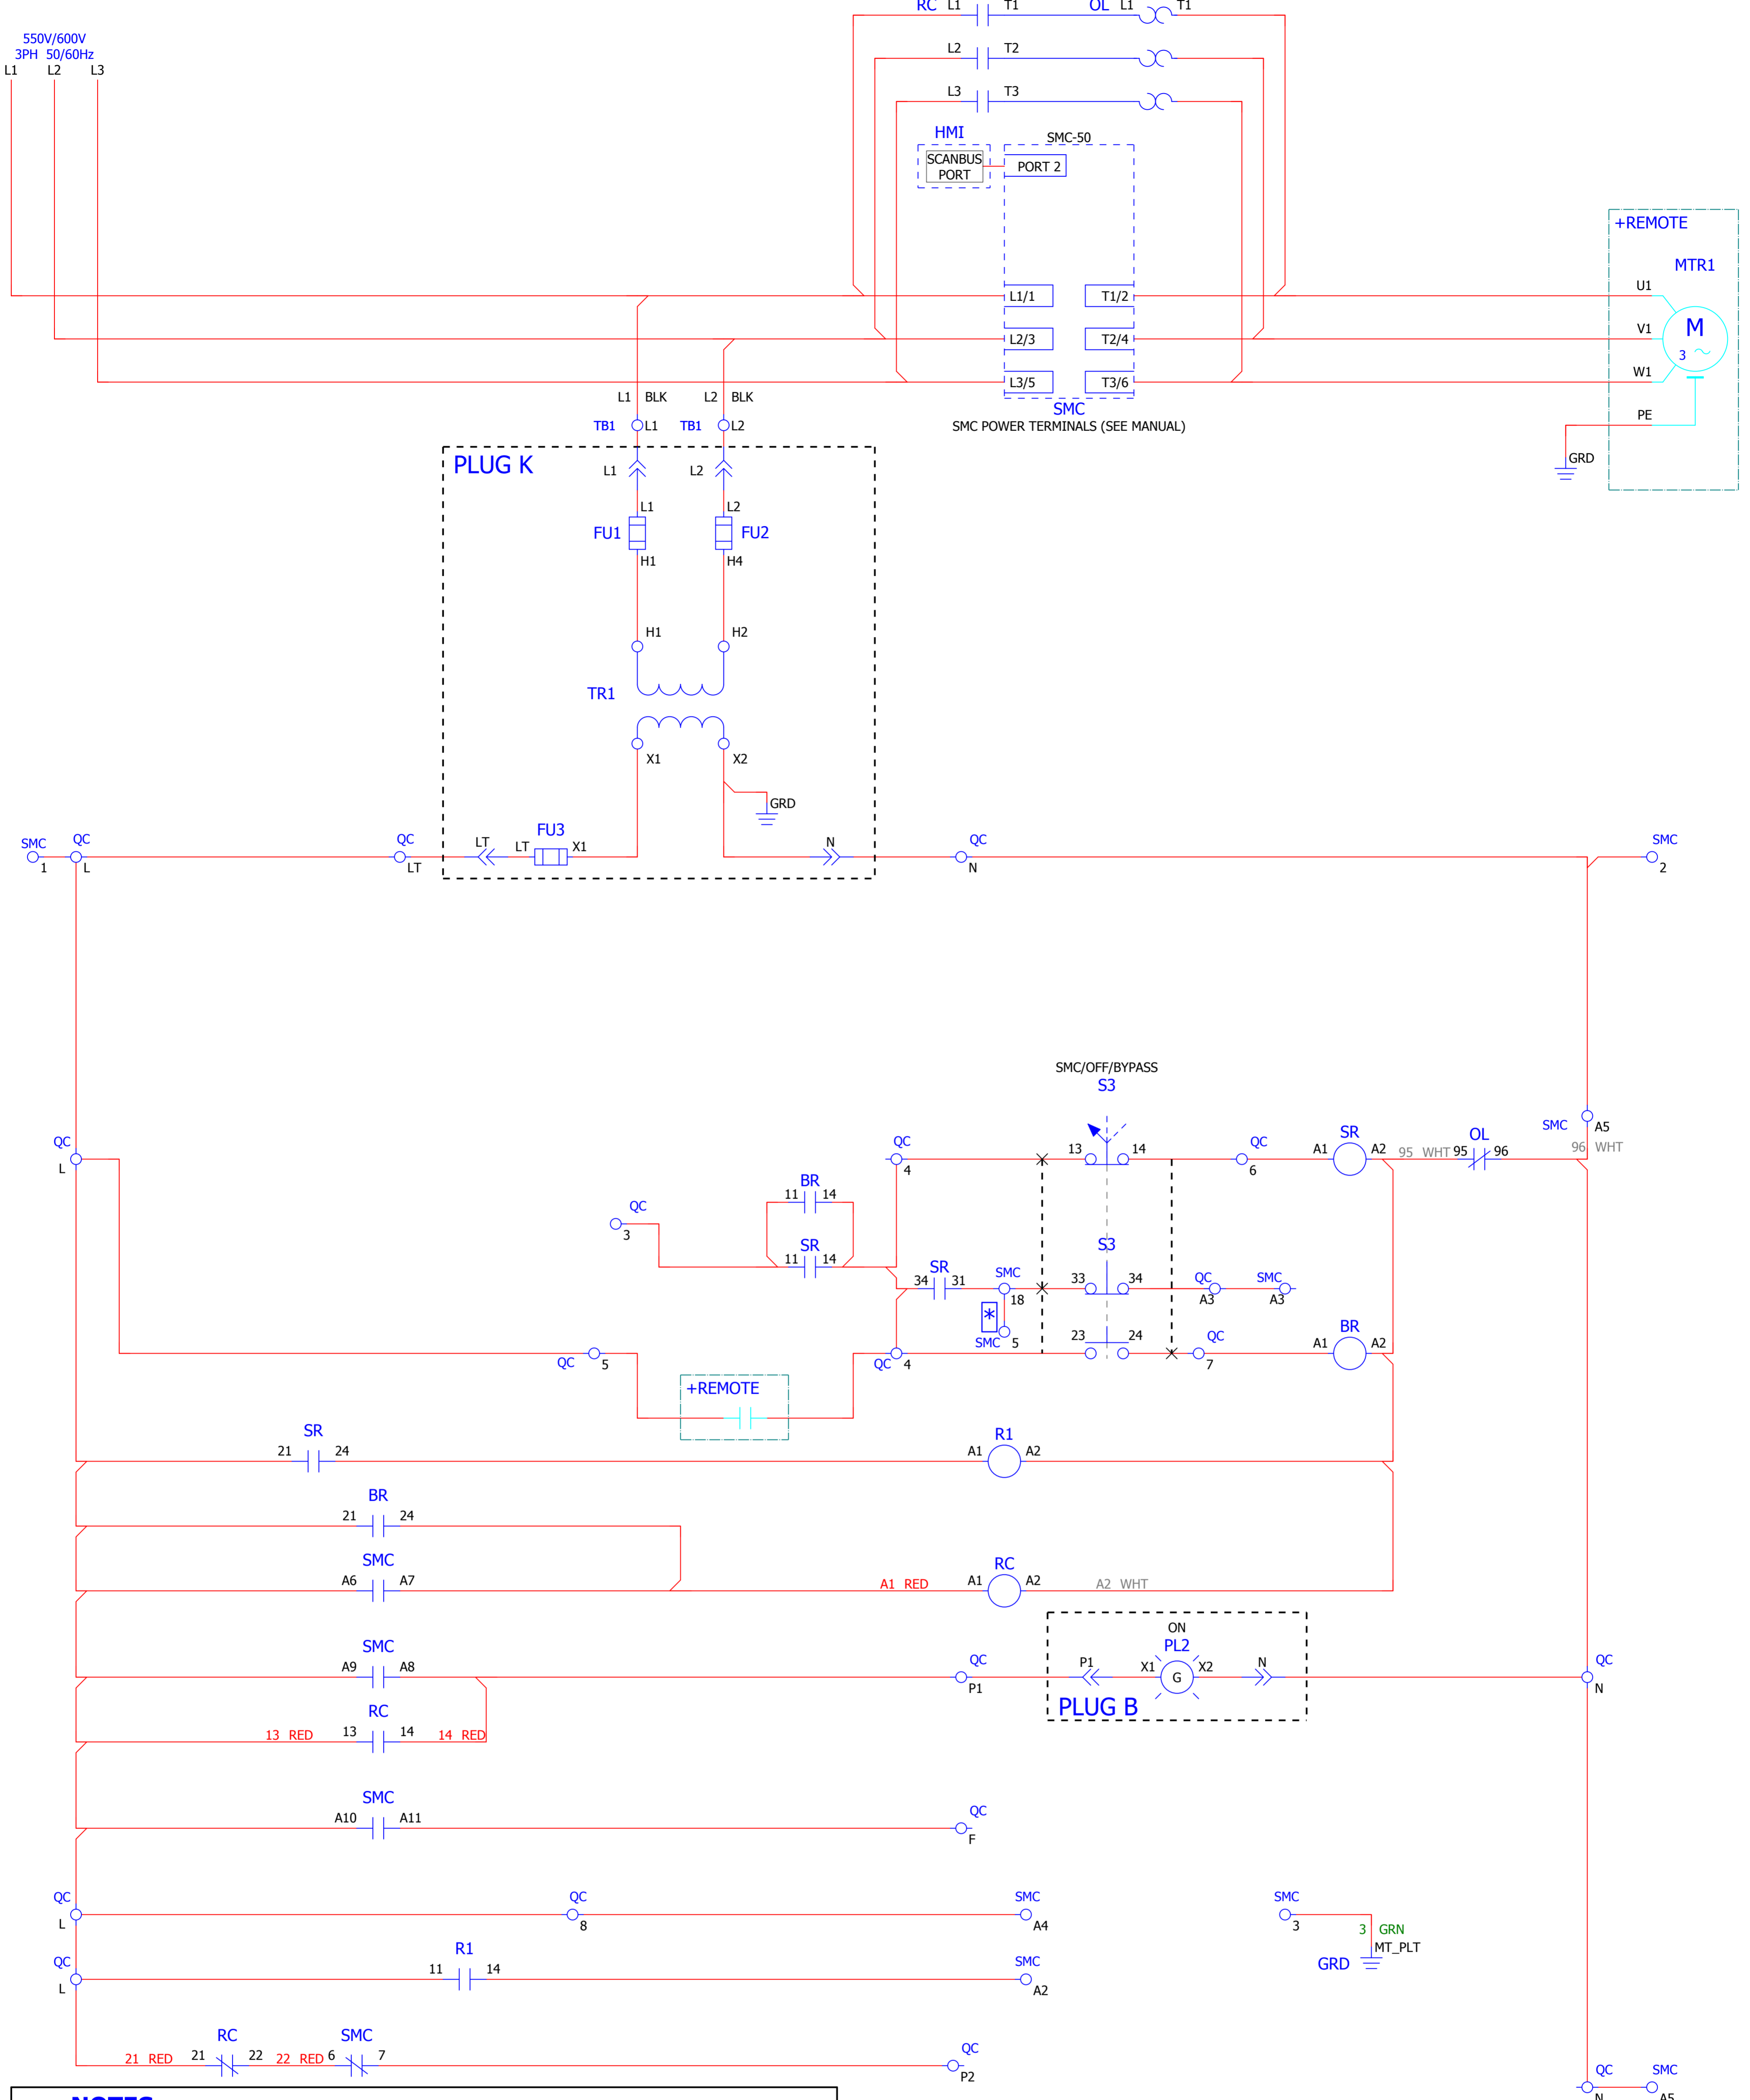 RC L1 T1 OL L1 T1
550V/600V
3PH 50/60Hz
L1 L2 L3
L2 T2
L3 T3
HMI
SMC-50
SCANBUS
PORT
PORT 2
+REMOTE
MTR1
L1/1 T1/2 U1
L2/3 T2/4 V1
M
3
L3/5 T3/6 W1
L1 BLK L2 BLK
SMC
PE
TB1 L1 TB1 L2
SMC POWER TERMINALS (SEE MANUAL)
PLUG K
GRD
L1 L2
L1 L2
FU1 FU2
H1 H4
H1 H2
TR1
X1 X2
GRD
SMC QC QC FU3 QC SMC
LT LT X1 N
1 L LT N 2
SMC/OFF/BYPASS
S3
SMC A5
QC QC 13 14 QC SR OL 96 WHT
L 4 6 A1 A2 95 WHT 95 96
BR
11 14
QC
3
SR S3
11 14
SR SMC 33 34 QC SMC
34 31 18 A3 A3
*
SMC 5
23 24 QC BR
QC 5 QC 4 7 A1 A2
+REMOTE
SR R1
21 24 A1 A2
BR
21 24
SMC RC
A6 A7 A1 RED A1 A2 A2 WHT
ON
SMC PL2
A9 A8 QC P1 X1 G X2 N QC
P1 N
RC PLUG B
13 RED 13 14 14 RED
SMC
A10 A11 QC
F
QC QC SMC SMC
L 8 A4 3
3 GRN
MT_PLT
GRD
QC R1 SMC
L 11 14 A2
RC SMC
21 RED 21 22 22 RED 6 7 QC
P2
QC SMC
N A5
NOTES